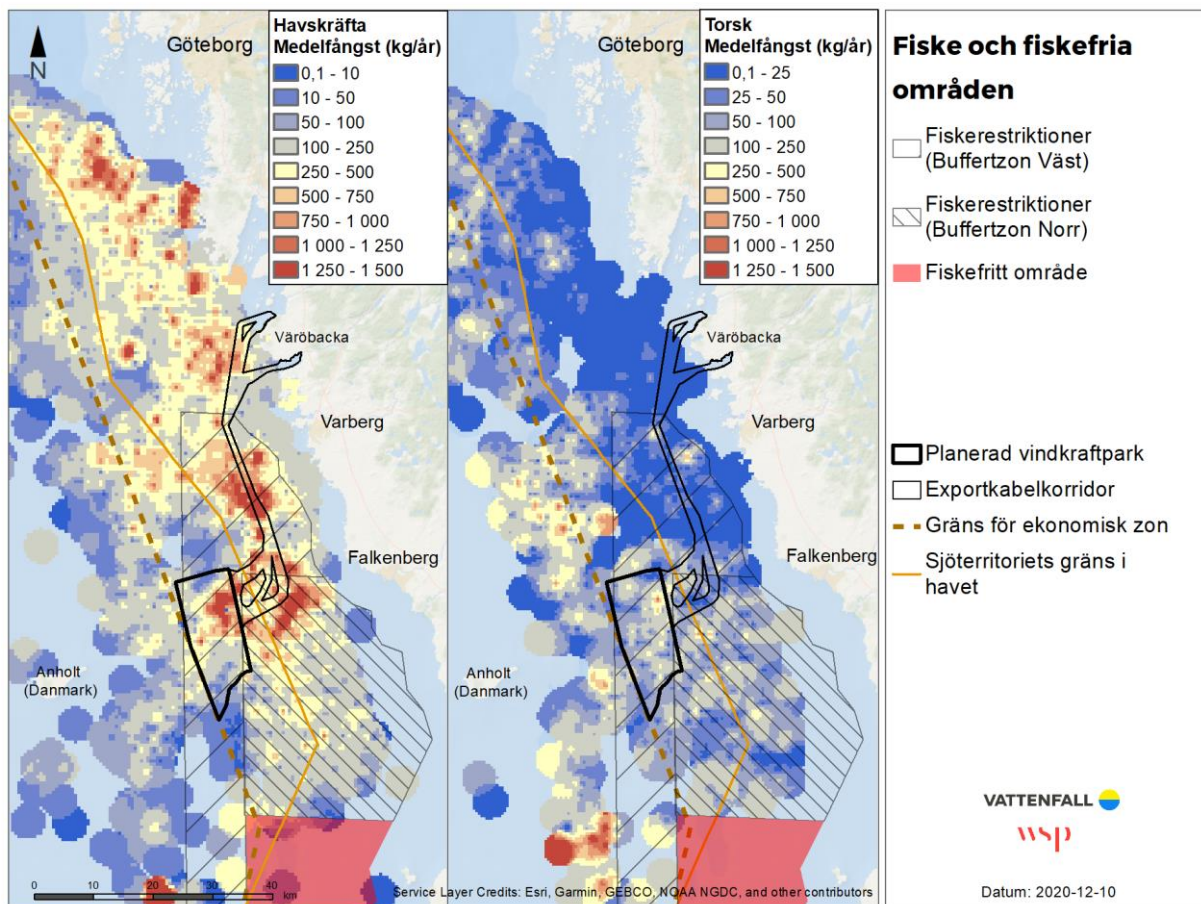 Göteborg
N
Havskräfta
Medelfångst (kg/år)
0,1 - 10
10 - 50
50 - 100
100 - 250
250 - 500
500 - 750
750 - 1 000
1 000 - 1 250
1 250 - 1 500
Väröbacka
Varberg
Falkenberg
Anholt
(Danmark)
0 10 20 30 40
km
Göteborg
Torsk
Medelfångst (kg/år)
0,1 - 25
25 - 50
50 - 100
100 - 250
250 - 500
500 - 750
750 - 1 000
1 000 - 1 250
1 250 - 1 500
Väröbacka
Varberg
Falkenberg
Anholt
(Danmark)
Service Layer Credits: Esri, Garmin, GEBCO, NOAA NGDC, and other contributors
Fiske och fiskefria
områden
Fiskerestriktioner
(Buffertzon Väst)
Fiskerestriktioner
(Buffertzon Norr)
Fiskefritt område
Planerad vindkraftpark
Exportkabelkorridor
Gräns för ekonomisk zon
Sjöterritoriets gräns i
havet
VATTENFALL
wsp
Datum: 2020-12-10